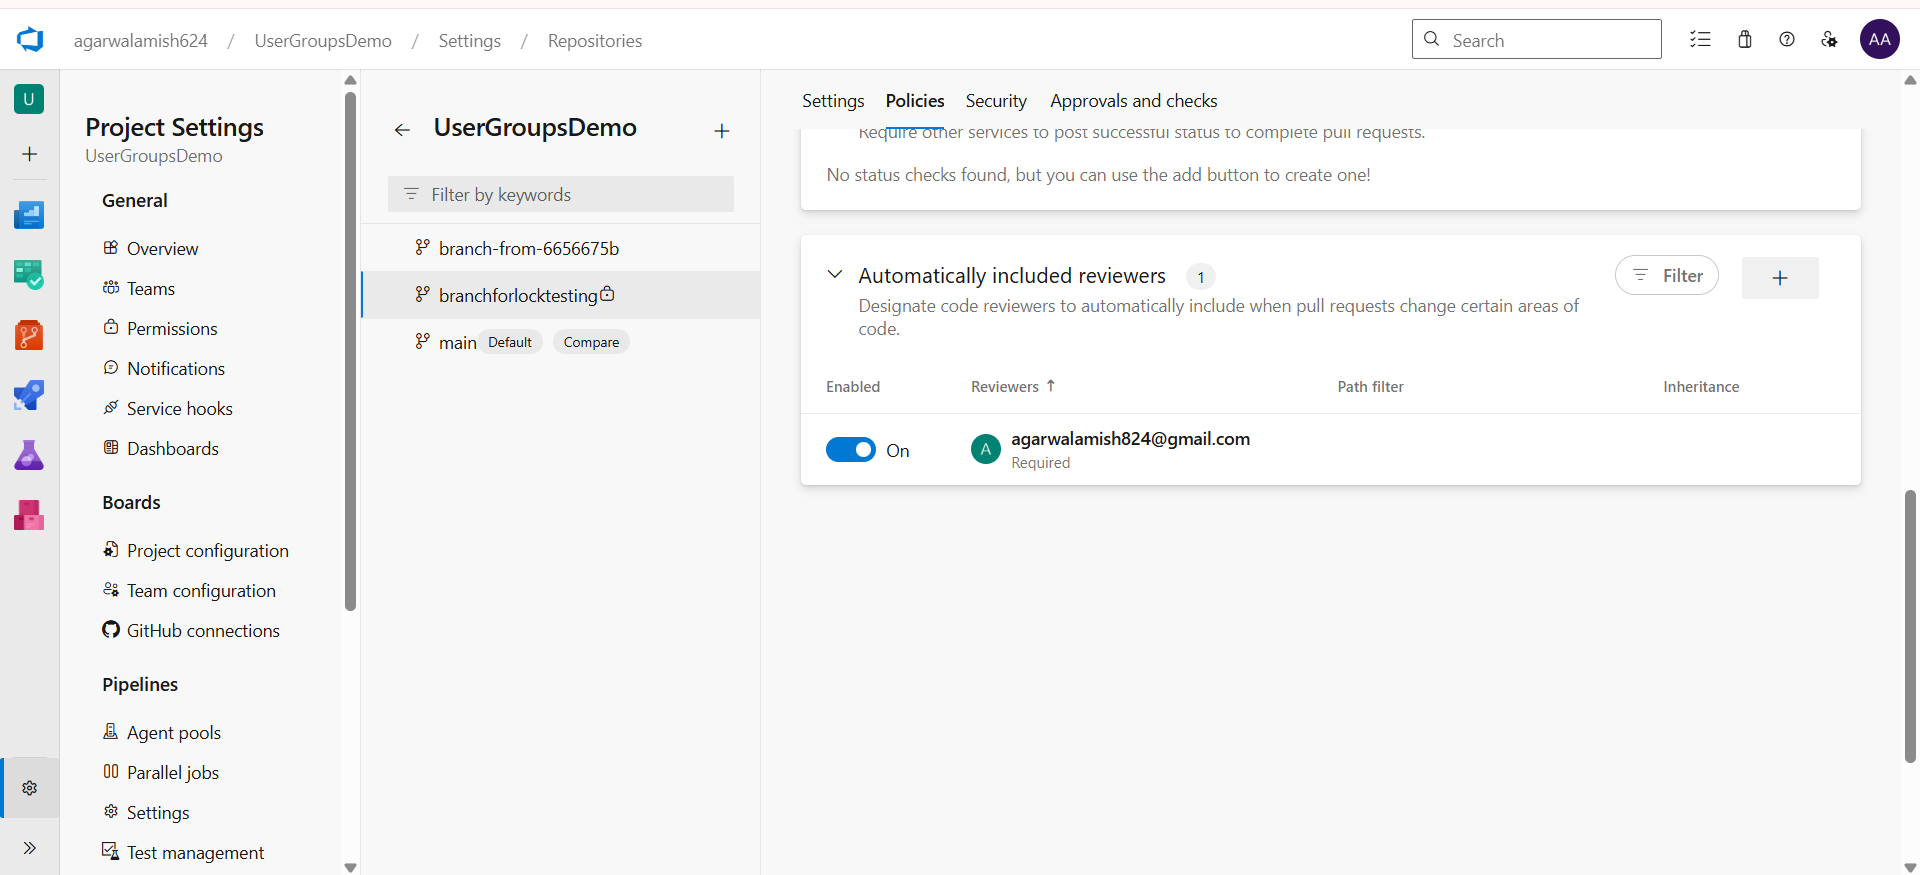 agarwalamish624 / UserGroupsDemo / Settings / Repositories
Search
AA
U
Project Settings
UserGroupsDemo
General
Overview
Teams
Permissions
Notifications
Service hooks
Dashboards
Boards
Project configuration
Team configuration
GitHub connections
Pipelines
Agent pools
Parallel jobs
Settings
Test management
UserGroupsDemo
Filter by keywords
branch-from-6656675b
branchforlocktesting
main Default Compare
Settings Policies Security Approvals and checks
Require other services to post successful status to complete pull requests.
No status checks found, but you can use the add button to create one!
Automatically included reviewers 1
Filter
Designate code reviewers to automatically include when pull requests change certain areas of
code.
Enabled Reviewers Path filter Inheritance
On
A
agarwalamish824@gmail.com
Required